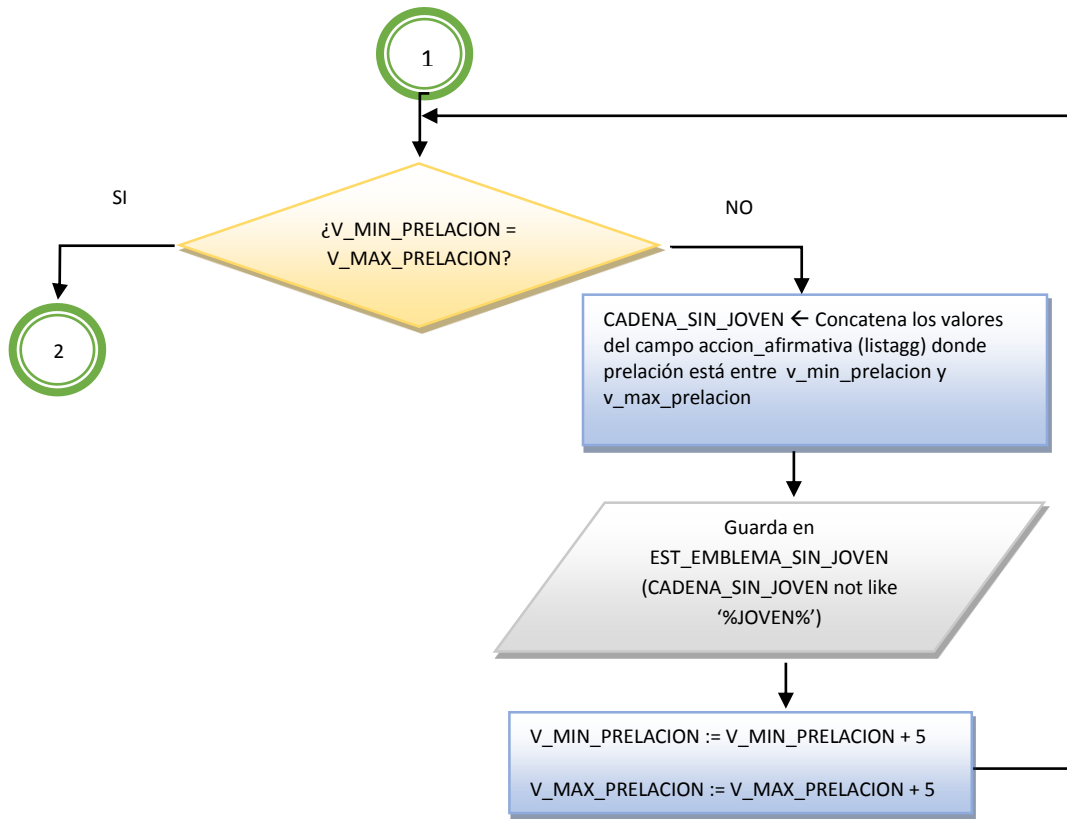 1
SI
¿V_MIN_PRELACION =
V_MAX_PRELACION?
NO
2
CADENA_SIN_JOVEN ← Concatena los valores
del campo accion_afirmativa (listagg) donde
prelación está entre v_min_prelacion y
v_max_prelacion
Guarda en
EST_EMBLEMA_SIN_JOVEN
(CADENA_SIN_JOVEN not like
‘%JOVEN%’)
V_MIN_PRELACION := V_MIN_PRELACION + 5
V_MAX_PRELACION := V_MAX_PRELACION + 5